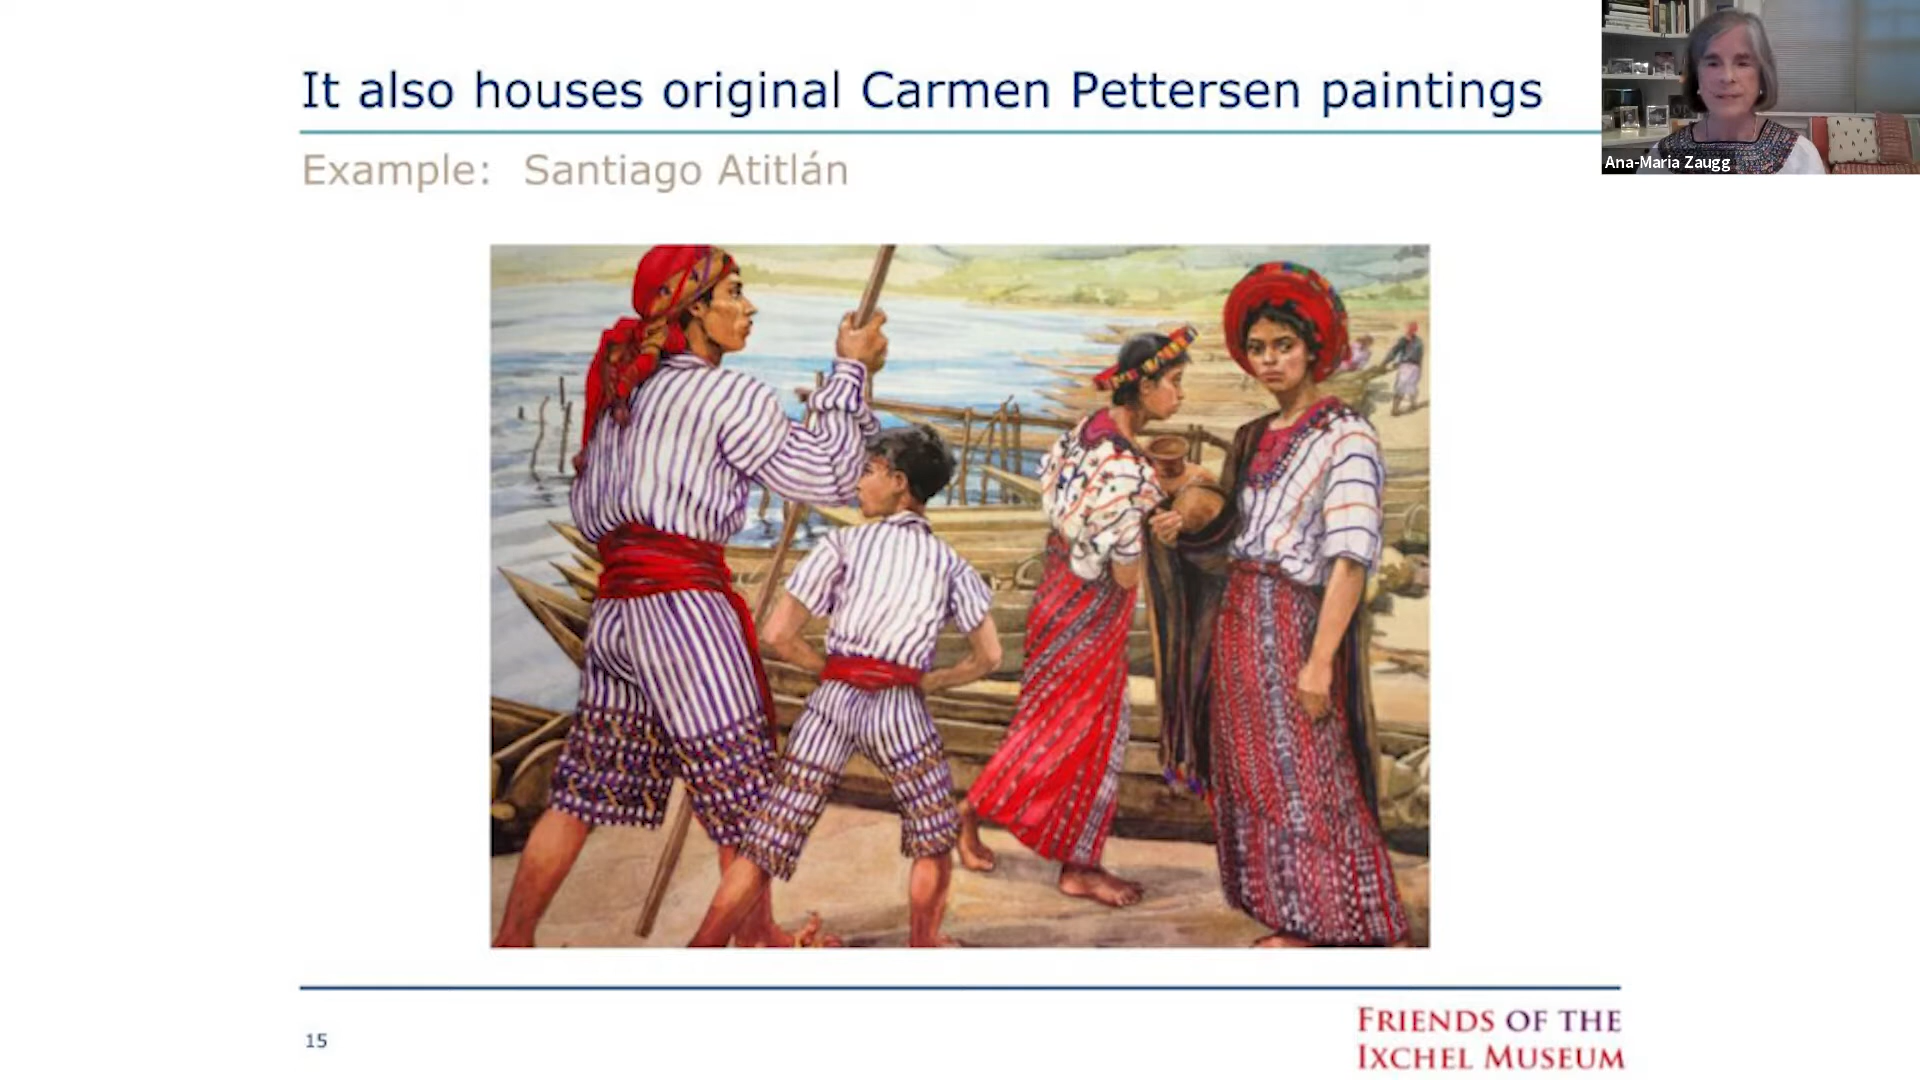 It also houses original Carmen Pettersen paintings
Example: Santiago Atitlán
Ana-Maria Zaugg
15
FRIENDS OF THE
IXCHEL MUSEUM